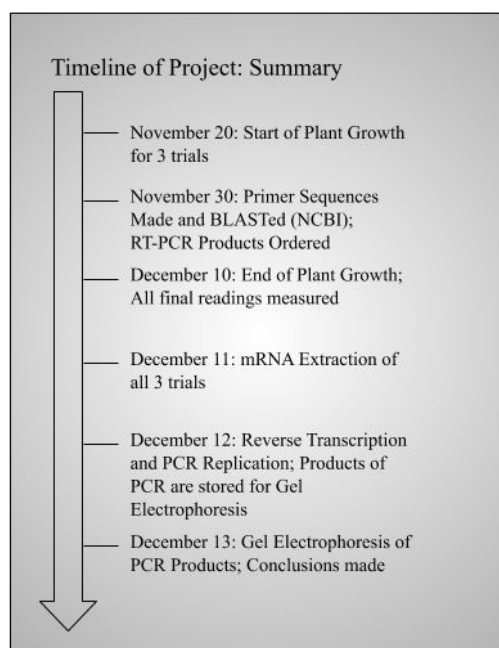 Timeline of Project: Summary
November 20: Start of Plant Growth
for 3 trials
November 30: Primer Sequences
Made and BLASTed (NCBI);
RT-PCR Products Ordered
December 10: End of Plant Growth;
All final readings measured
December 11: mRNA Extraction of
all 3 trials
December 12: Reverse Transcription
and PCR Replication; Products of
PCR are stored for Gel
Electrophoresis
December 13: Gel Electrophoresis of
PCR Products; Conclusions made